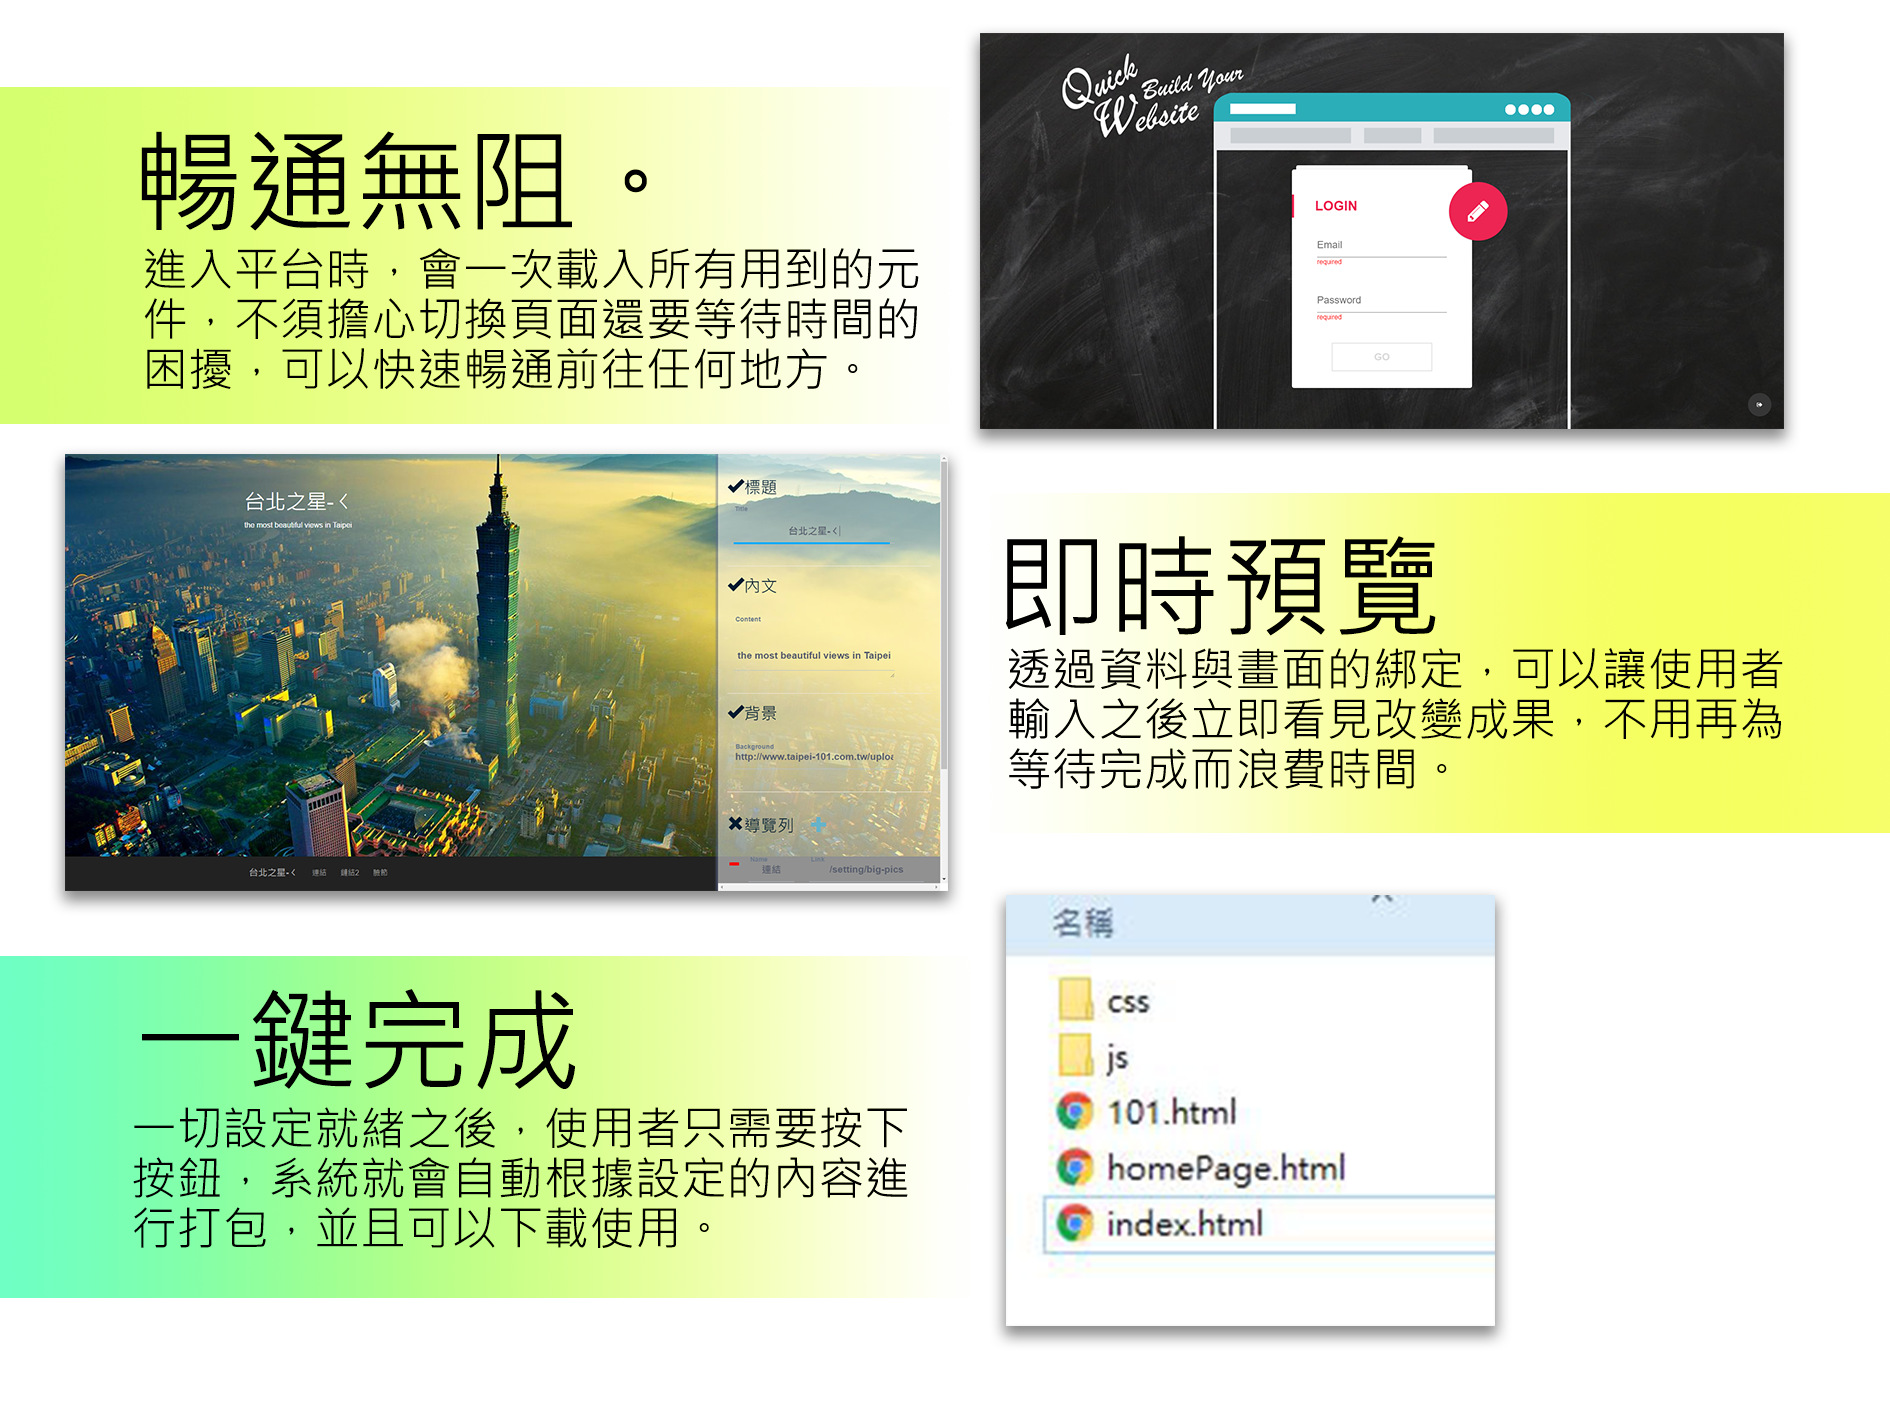 暢通無阻。
進入平台時，會一次載入所有用到的元
件，不須擔心切換頁面還要等待時間的
困擾，可以快速暢通前往任何地方。
Quick Build Your
Website
LOGIN
Email
required
Password
required
GO
台北之星-ㄑ
the most beautiful views in Taipei
標題
Title
台北之星-ㄑ
內文
Content
the most beautiful views in Taipei
背景
Background
http://www.taipei-101.com.tw/uploa
導覽列
Name
Link
連結
/setting/big-pics
台北之星-ㄑ 連結
即時預覽
透過資料與畫面的綁定，可以讓使用者
輸入之後立即看見改變成果，不用再為
等待完成而浪費時間。
一鍵完成
一切設定就緒之後，使用者只需要按下
按鈕，系統就會自動根據設定的內容進
行打包，並且可以下載使用。
名稱
css
js
101.html
homePage.html
index.html